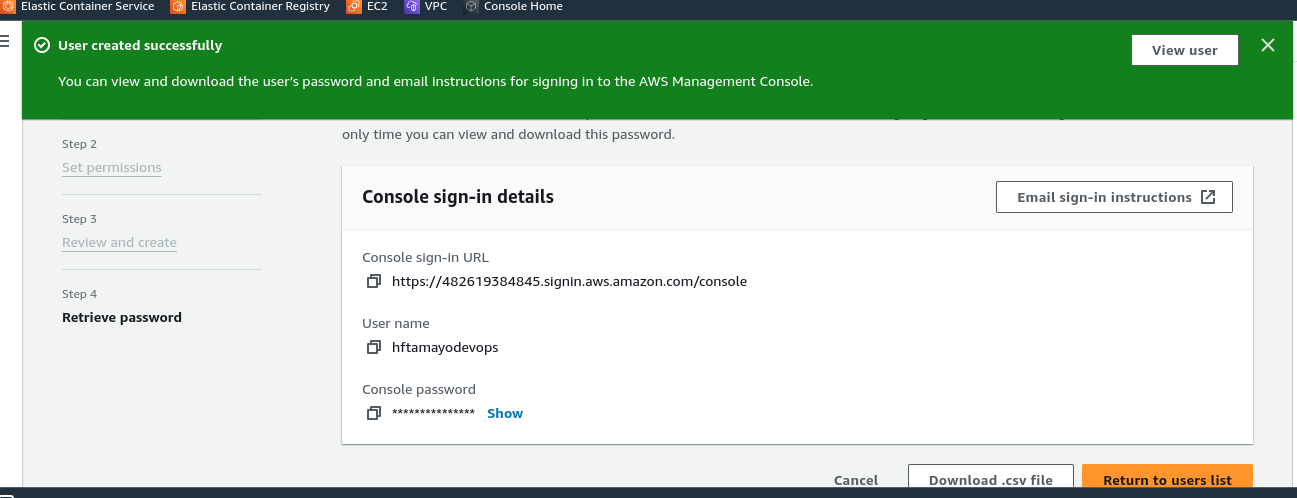 Elastic Container Service Elastic Container Registry EC2 VPC Console Home
User created successfully
View user
You can view and download the user's password and email instructions for signing in to the AWS Management Console.
only time you can view and download this password.
Step 2
Set permissions
Step 3
Review and create
Step 4
Retrieve password
Console sign-in details
Email sign-in instructions
Console sign-in URL
https://482619384845.signin.aws.amazon.com/console
User name
hftamayodevops
Console password
*************** Show
Cancel Download .csv file Return to users list